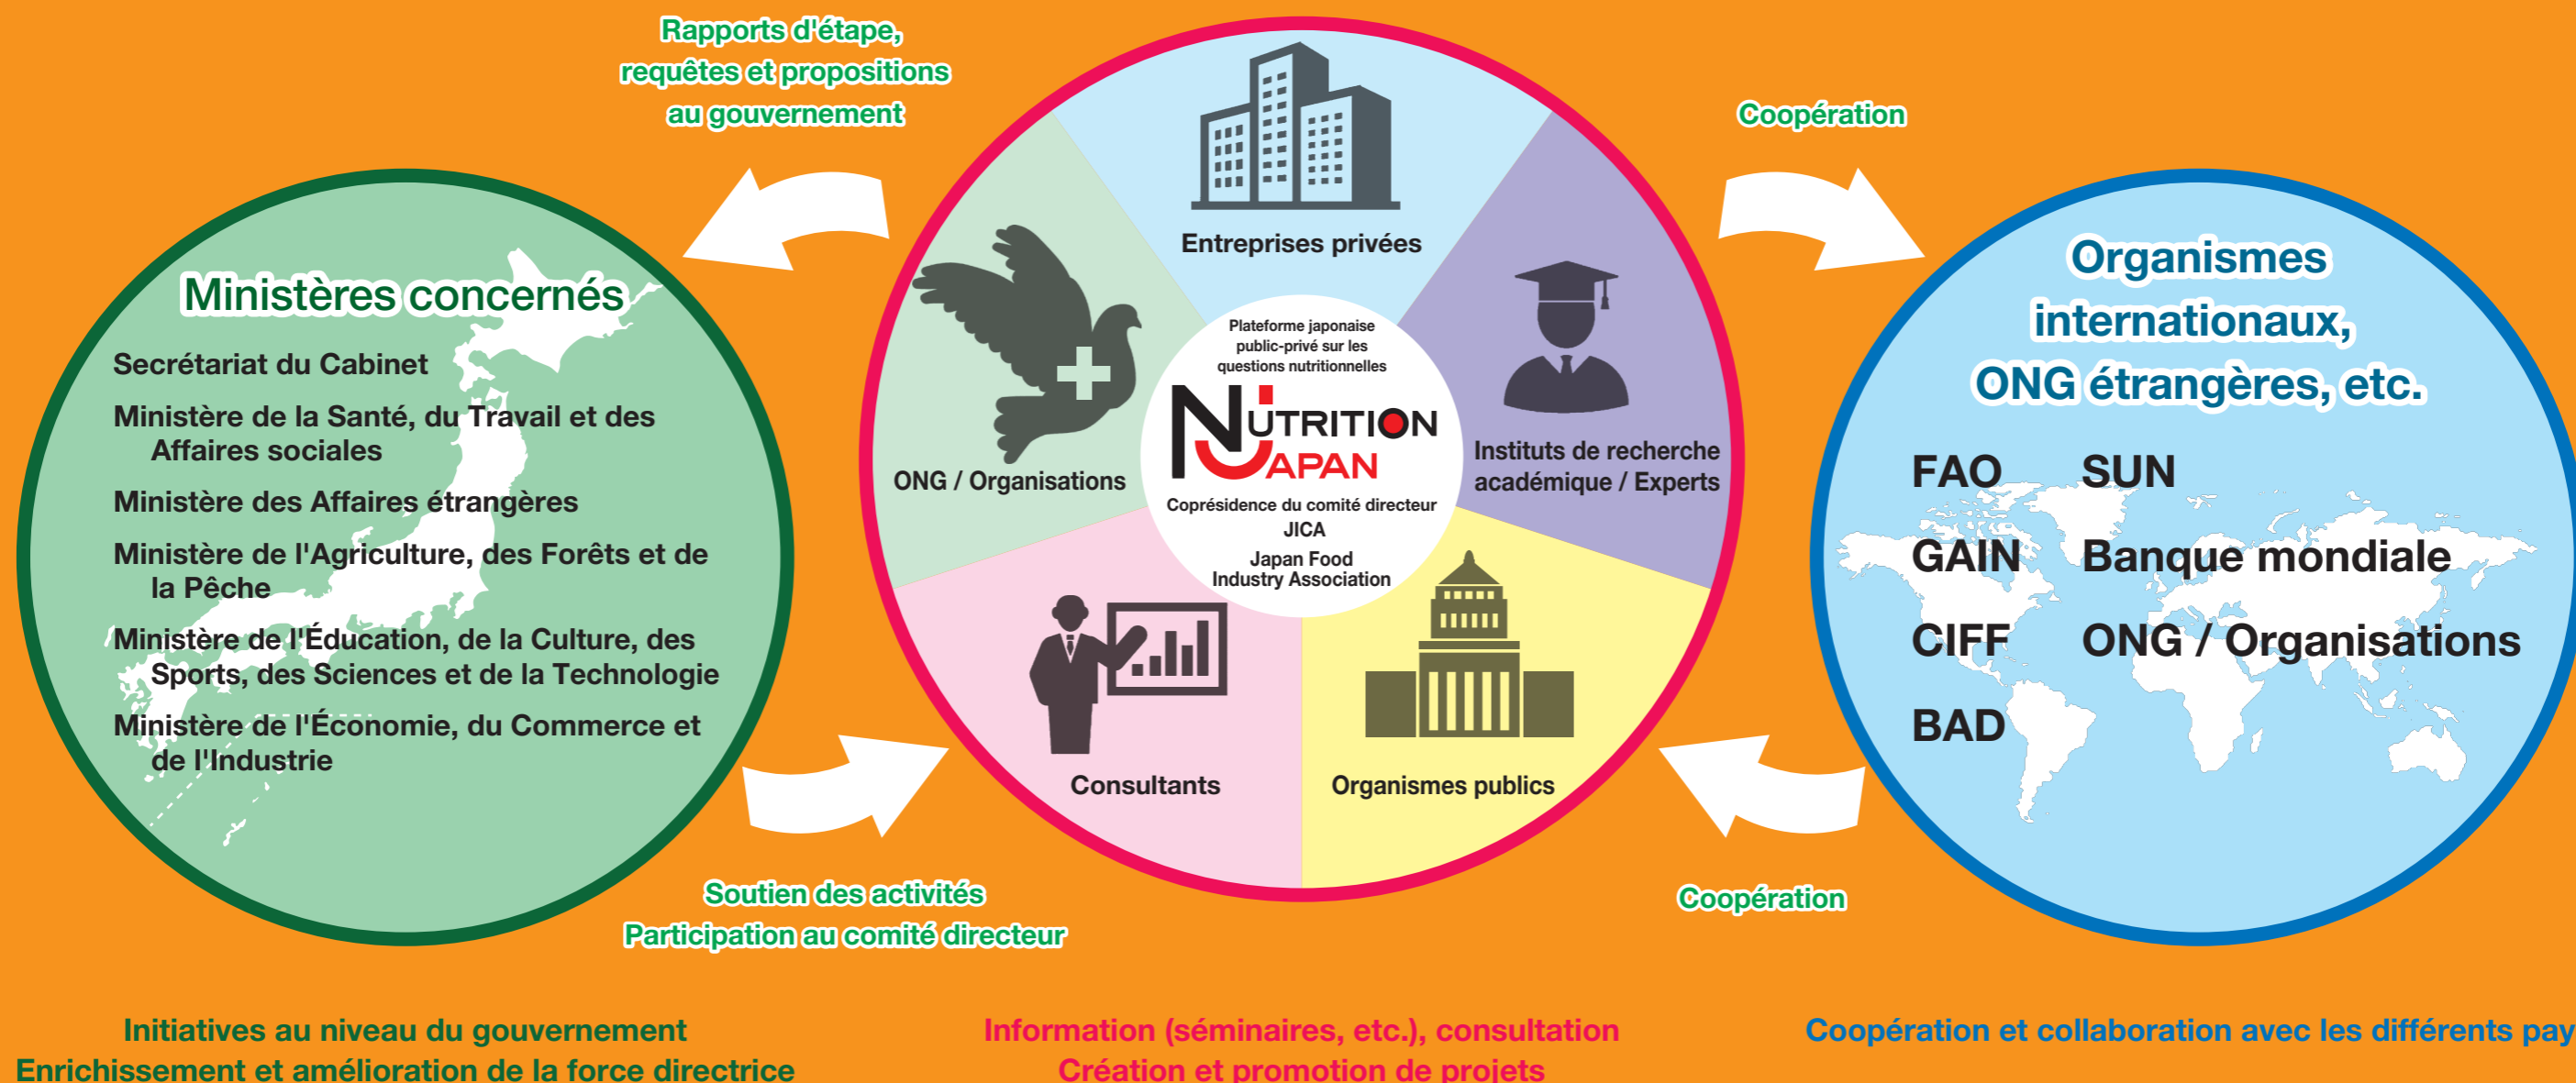 Rapports d'étape,
requêtes et propositions
au gouvernement
Coopération
Ministères concernés
Secrétariat du Cabinet
Ministère de la Santé, du Travail et des
Affaires sociales
Ministère des Affaires étrangères
Ministère de l'Agriculture, des Forêts et de
la Pêche
Ministère de l'Éducation, de la Culture, des
Sports, des Sciences et de la Technologie
Ministère de l'Économie, du Commerce et
de l'Industrie
Entreprises privées
ONG / Organisations
Instituts de recherche
académique / Experts
Plateforme japonaise
public-privé sur les
questions nutritionnelles
NUTRITION
JAPAN
Coprésidence du comité directeur
JICA
Japan Food
Industry Association
Consultants
Organismes publics
Organismes
internationaux,
ONG étrangères, etc.
FAO SUN
GAIN Banque mondiale
CIFF ONG / Organisations
BAD
Soutien des activités
Participation au comité directeur
Coopération
Initiatives au niveau du gouvernement
Enrichissement et amélioration de la force directrice
Information (séminaires, etc.), consultation
Création et promotion de projets
Coopération et collaboration avec les différents pay